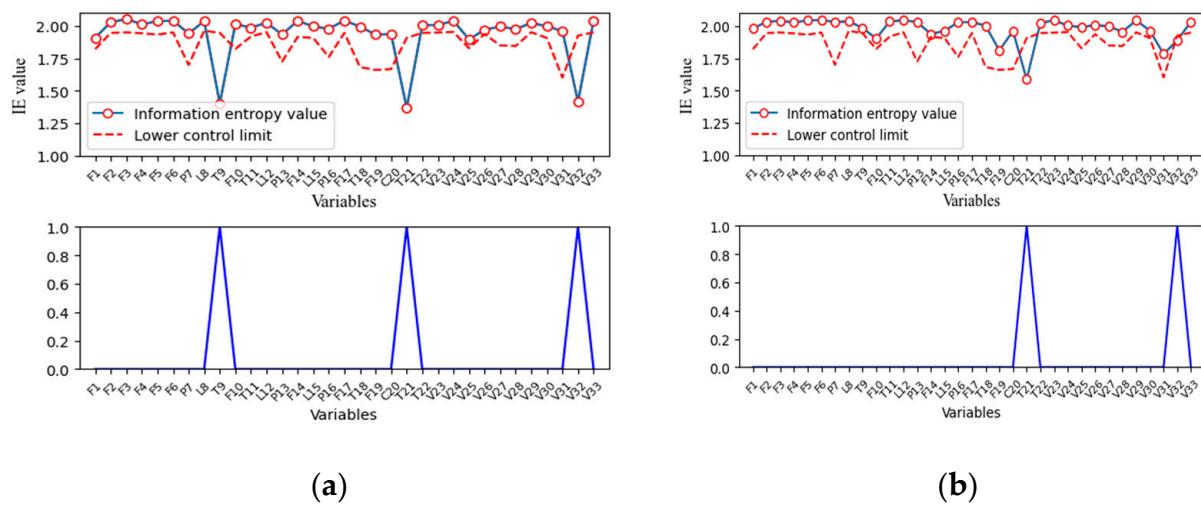 2.00
1.75
1.50
1.25
1.00
IE value
Information entropy value
Lower control limit
F1 F2 F3 F4 F5 F6 P7 L8 T9 F10 T11 L12 P13 F14 L15 P16 F17 T18 F19 C20 T21 T22 V23 V24 V25 V26 V27 V28 V29 V30 V31 V32 V33
Variables
1.0
0.8
0.6
0.4
0.2
0.0
F1 F2 F3 F4 F5 F6 P7 L8 T9 F10 T11 L12 P13 F14 L15 P16 F17 T18 F19 C20 T21 T22 V23 V24 V25 V26 V27 V28 V29 V30 V31 V32 V33
Variables
(a)
2.00
1.75
1.50
1.25
1.00
IE value
Information entropy value
Lower control limit
F1 F2 F3 F4 F5 F6 P7 L8 T9 F10 T11 L12 P13 F14 L15 P16 F17 T18 F19 C20 T21 T22 V23 V24 V25 V26 V27 V28 V29 V30 V31 V32 V33
Variables
1.0
0.8
0.6
0.4
0.2
0.0
F1 F2 F3 F4 F5 F6 P7 L8 T9 F10 T11 L12 P13 F14 L15 P16 F17 T18 F19 C20 T21 T22 V23 V24 V25 V26 V27 V28 V29 V30 V31 V32 V33
Variables
(b)